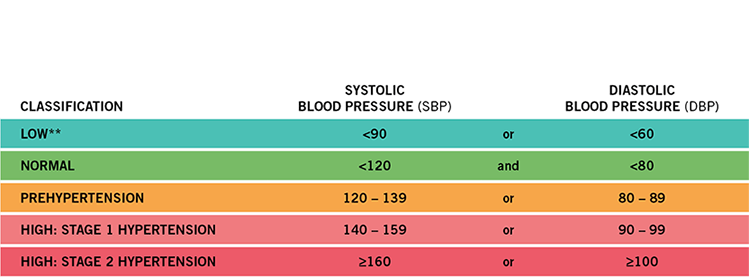 SYSTOLIC DIASTOLIC
CLASSIFICATION BLOOD PRESSURE (SBP) BLOOD PRESSURE (DBP)
LOW** <90 or <60
NORMAL <120 and <80
PREHYPERTENSION 120 – 139 or 80 – 89
HIGH: STAGE 1 HYPERTENSION 140 – 159 or 90 – 99
HIGH: STAGE 2 HYPERTENSION ≥160 or ≥100